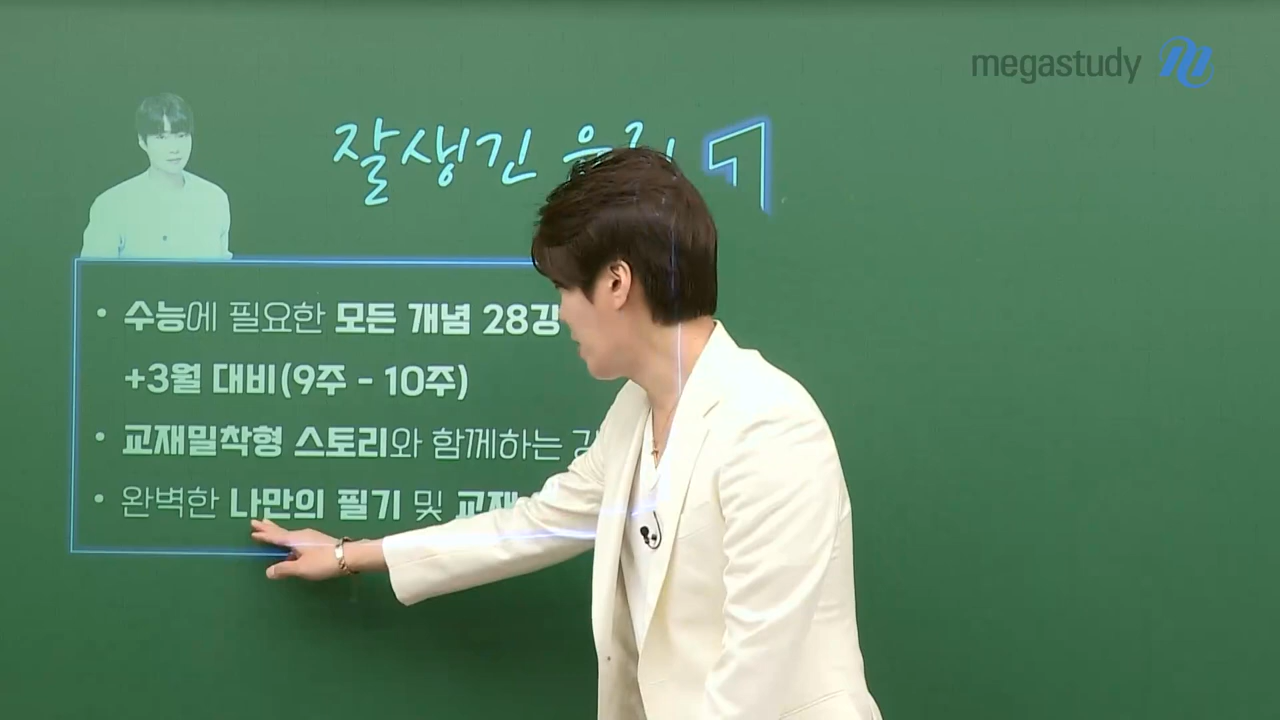 megastudy
잘생긴
• 수능에 필요한 모든 개념 28강
+3월 대비(9주 - 10주)
• 교재밀착형 스토리와 함께하는
• 완벽한 나만의 필기 및 교재